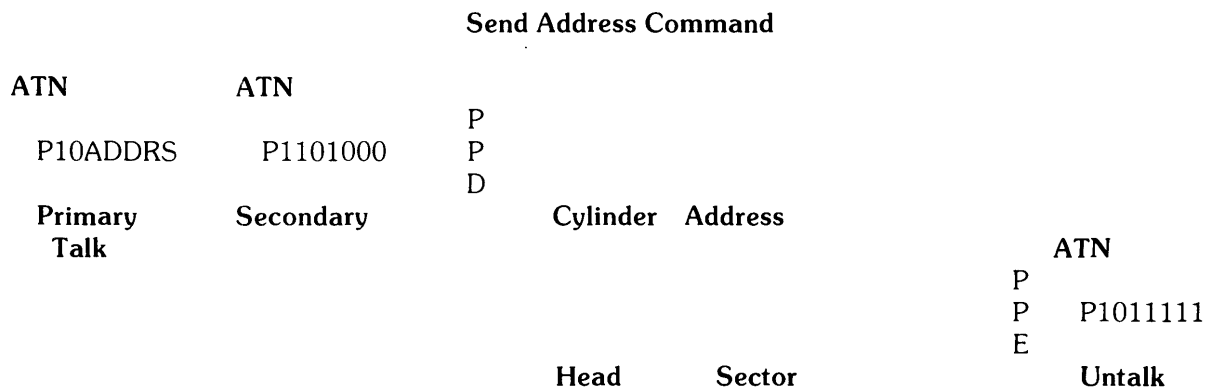 Send Address Command
ATN ATN
P
P10ADDRS P1101000 P
D
Primary Secondary Cylinder Address
Talk ATN
P
P P1011111
E
Head Sector Untalk